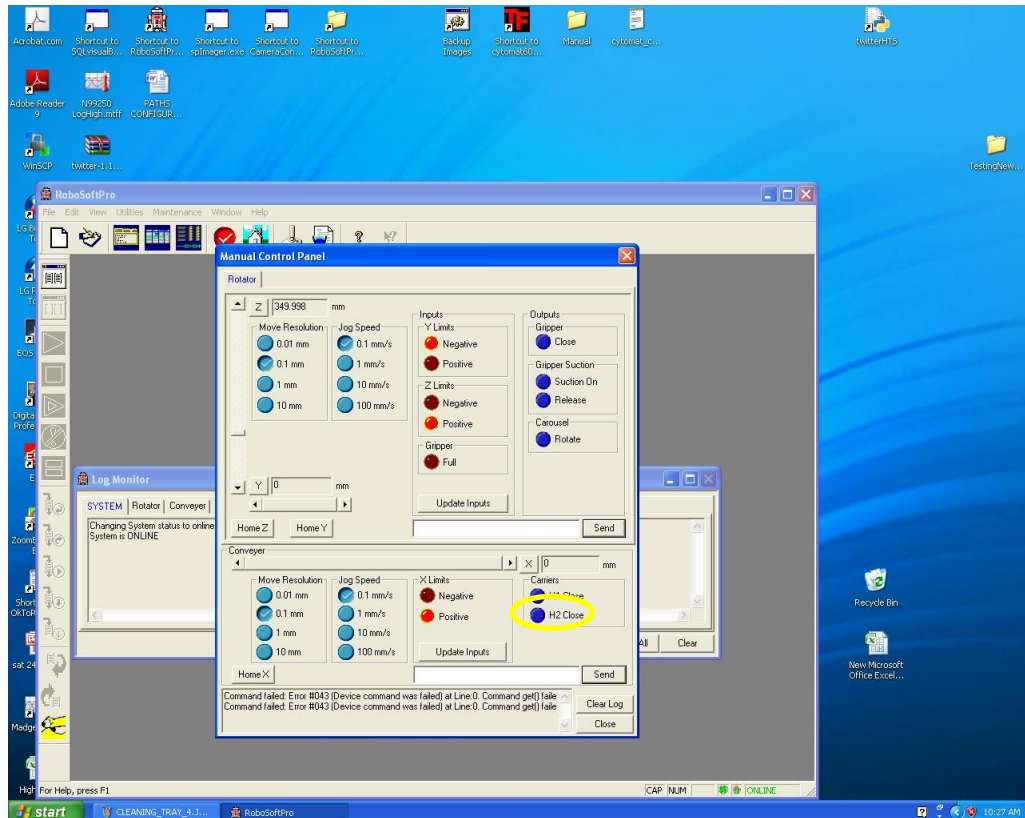 Acrobat.com
Shortcut to SQLvisualB...
Shortcut to RoboSoftPr...
Shortcut to spImager.exe
Shortcut to CameraCon...
Shortcut to RoboSoftPr...
Backup Images
Shortcut to cytomat60...
Manual
cytomat_c...
twitterHTS
Adobe Reader 9
N99250 LogHigh.mtff
PATHS CONFIGUR...
WinSCP
twitter-1.1...
TestingNew...
RoboSoftPro
File Edit View Utilities Maintenance Window Help
Manual Control Panel
Rotator
Z 349.998 mm
Move Resolution
0.01 mm
0.1 mm
1 mm
10 mm
Jog Speed
0.1 mm/s
1 mm/s
10 mm/s
100 mm/s
Inputs
Y Limits
Negative
Positive
Z Limits
Negative
Positive
Gripper
Full
Update Inputs
Outputs
Gripper
Close
Gripper Suction
Suction On
Release
Carousel
Rotate
Y 0 mm
Home Z Home Y
Send
Conveyer
X 0 mm
Move Resolution
0.01 mm
0.1 mm
1 mm
10 mm
Jog Speed
0.1 mm/s
1 mm/s
10 mm/s
100 mm/s
X Limits
Negative
Positive
Update Inputs
Carriers
H1 Close
H2 Close
Home X
Send
Command failed: Error #043 (Device command was failed) at Line:0. Command get() faile
Command failed: Error #043 (Device command was failed) at Line:0. Command get() faile
Clear Log
Close
Log Monitor
SYSTEM Rotator Conveyer
Changing System status to online
System is ONLINE
All Clear
Recycle Bin
New Microsoft Office Excel...
For Help, press F1
CAP NUM ONLINE
start
CLEANING_TRAY_4.J...
RoboSoftPro
10:27 AM